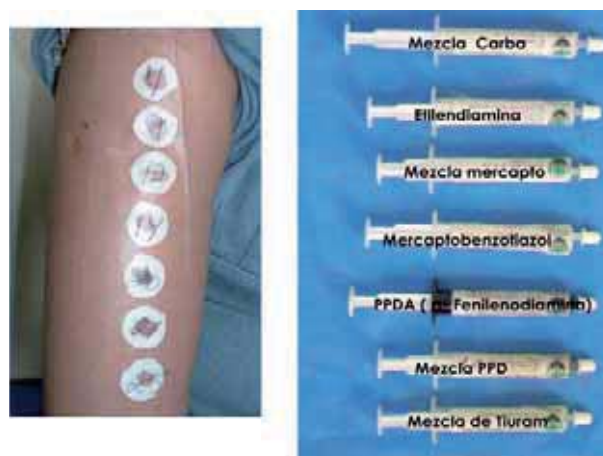 Mezcla Carba
Etilendiamina
Mezcla mercapto
Mercaptobenzotiazol
PPDA ( p- Fenilenodiamina)
Mezcla PPD
Mezcla de Tiuram